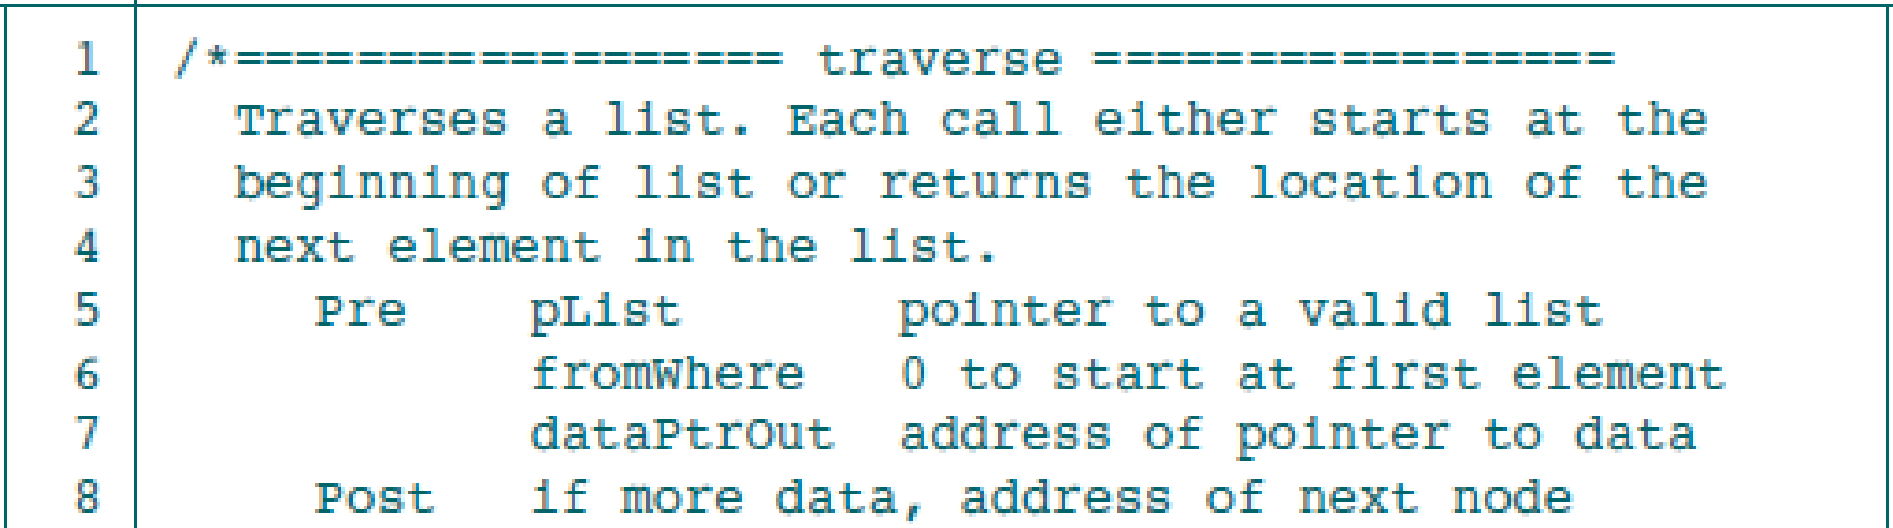 1 /*================== traverse =================
2 Traverses a list. Each call either starts at the
3 beginning of list or returns the location of the
4 next element in the list.
5 Pre pList pointer to a valid list
6 fromWhere 0 to start at first element
7 dataPtrOut address of pointer to data
8 Post if more data, address of next node